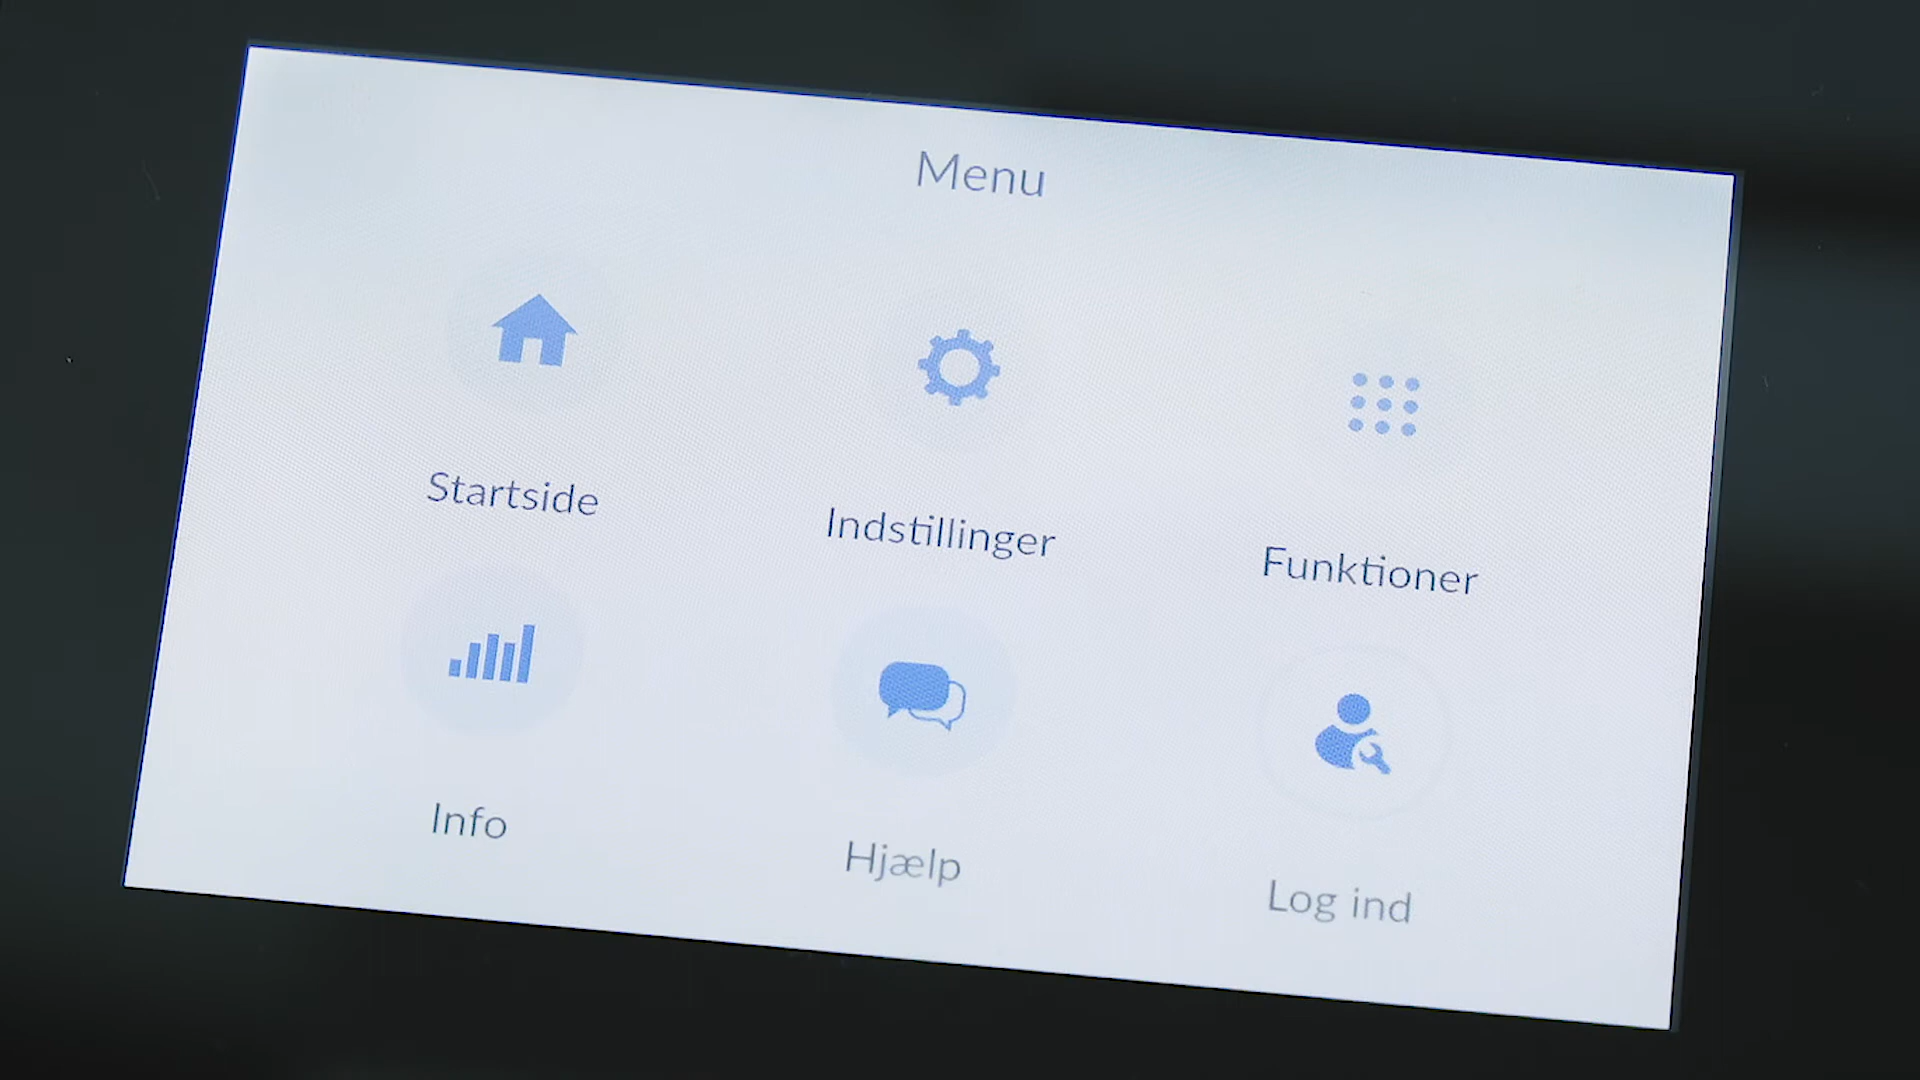 Menu
Startside
Indstillinger
Funktioner
Info
Hjælp
Log ind